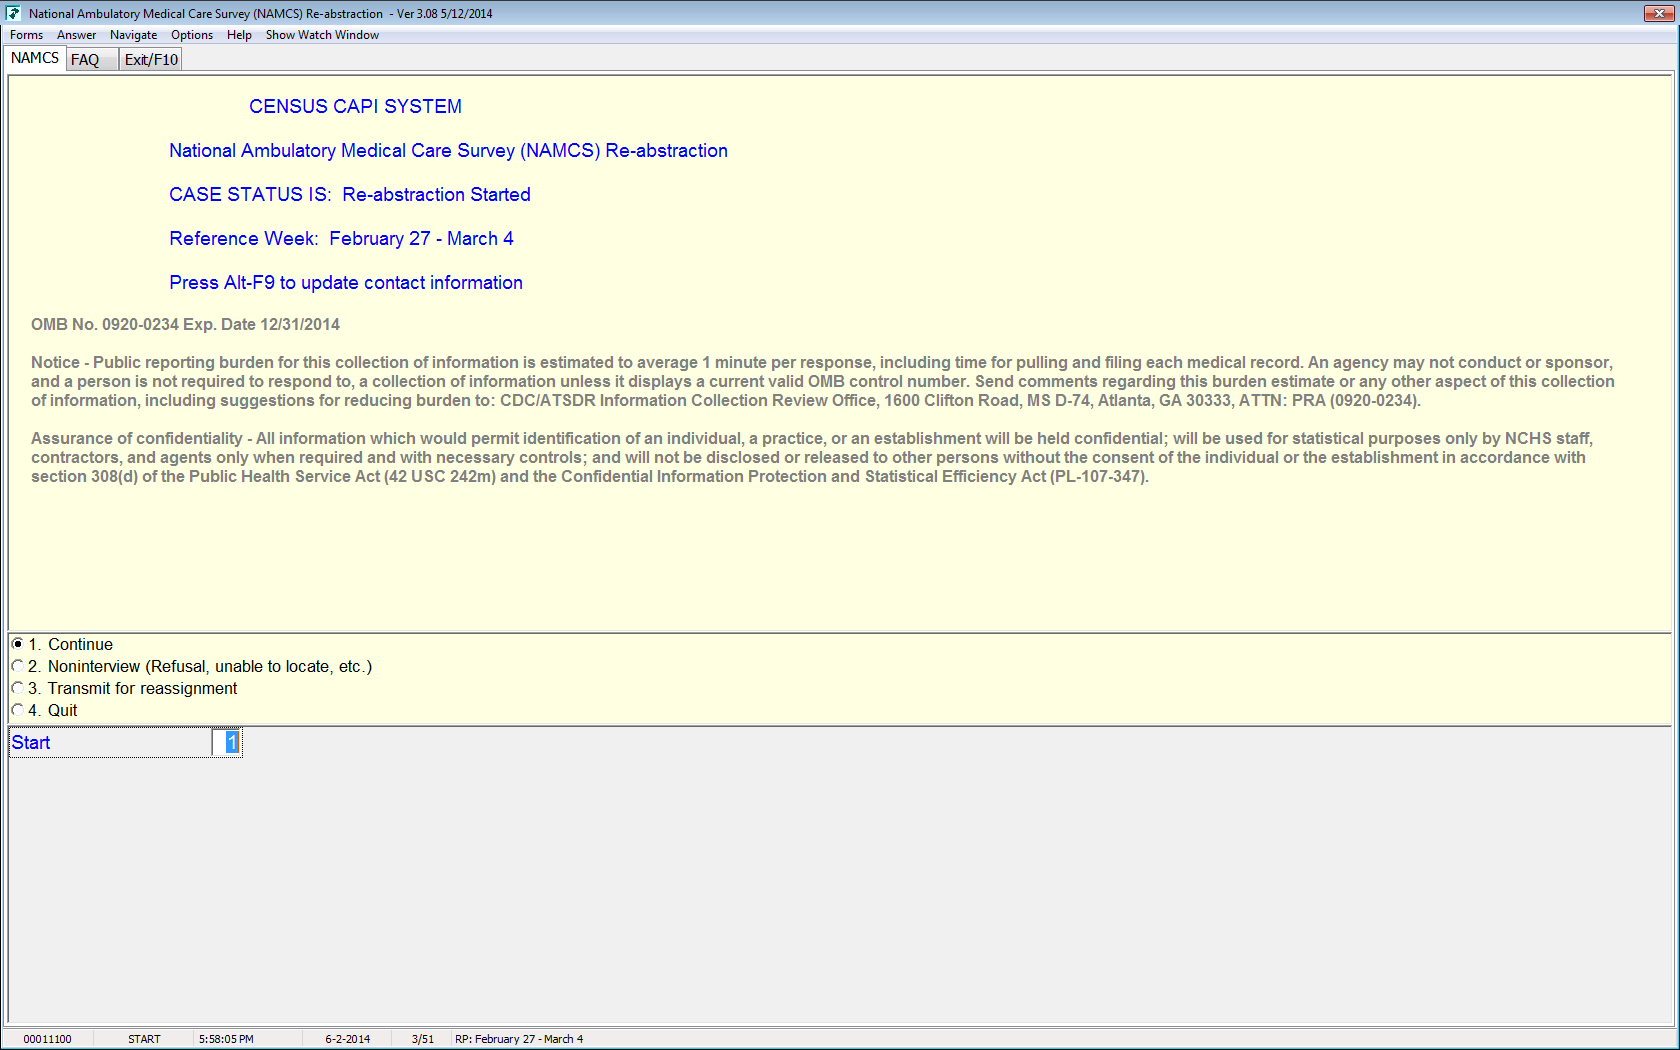 National Ambulatory Medical Care Survey (NAMCS) Re-abstraction - Ver 3.08 5/12/2014
Forms Answer Navigate Options Help Show Watch Window
NAMCS FAQ Exit/F10
CENSUS CAPI SYSTEM
National Ambulatory Medical Care Survey (NAMCS) Re-abstraction
CASE STATUS IS: Re-abstraction Started
Reference Week: February 27 - March 4
Press Alt-F9 to update contact information
OMB No. 0920-0234 Exp. Date 12/31/2014
Notice - Public reporting burden for this collection of information is estimated to average 1 minute per response, including time for pulling and filing each medical record. An agency may not conduct or sponsor,
and a person is not required to respond to, a collection of information unless it displays a current valid OMB control number. Send comments regarding this burden estimate or any other aspect of this collection
of information, including suggestions for reducing burden to: CDC/ATSDR Information Collection Review Office, 1600 Clifton Road, MS D-74, Atlanta, GA 30333, ATTN: PRA (0920-0234).
Assurance of confidentiality - All information which would permit identification of an individual, a practice, or an establishment will be held confidential; will be used for statistical purposes only by NCHS staff,
contractors, and agents only when required and with necessary controls; and will not be disclosed or released to other persons without the consent of the individual or the establishment in accordance with
section 308(d) of the Public Health Service Act (42 USC 242m) and the Confidential Information Protection and Statistical Efficiency Act (PL-107-347).
1. Continue
2. Noninterview (Refusal, unable to locate, etc.)
3. Transmit for reassignment
4. Quit
Start 1
00011100 START 5:58:05 PM 6-2-2014 3/51 RP: February 27 - March 4